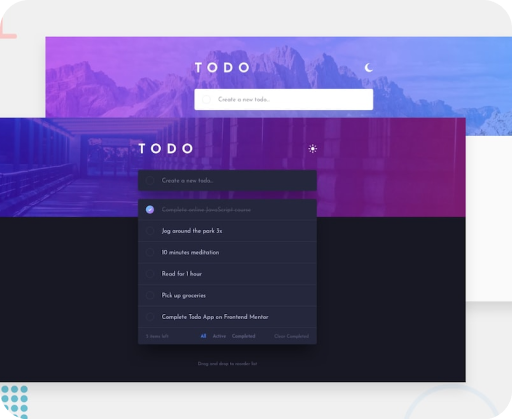 TODO
Create a new todo..
TODO
Create a new todo..
Complete online JavaScript course
Jog around the park 3x
10 minutes meditation
Read for 1 hour
Pick up groceries
Complete Todo App on Frontend Mentor
5 items left All Active Completed Clear Completed
Drag and drop to reorder list